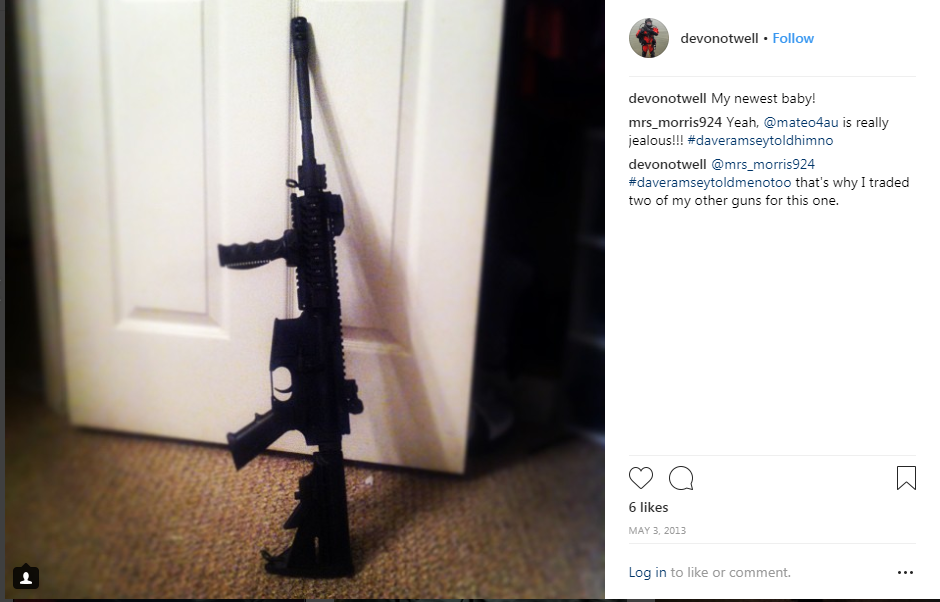 devonotwell • Follow
devonotwell My newest baby!
mrs_morris924 Yeah, @mateo4au is really
jealous!!! #daveramseytoldhimno
devonotwell @mrs_morris924
#daveramseytoldmenotoo that's why I traded
two of my other guns for this one.
6 likes
MAY 3, 2013
Log in to like or comment.